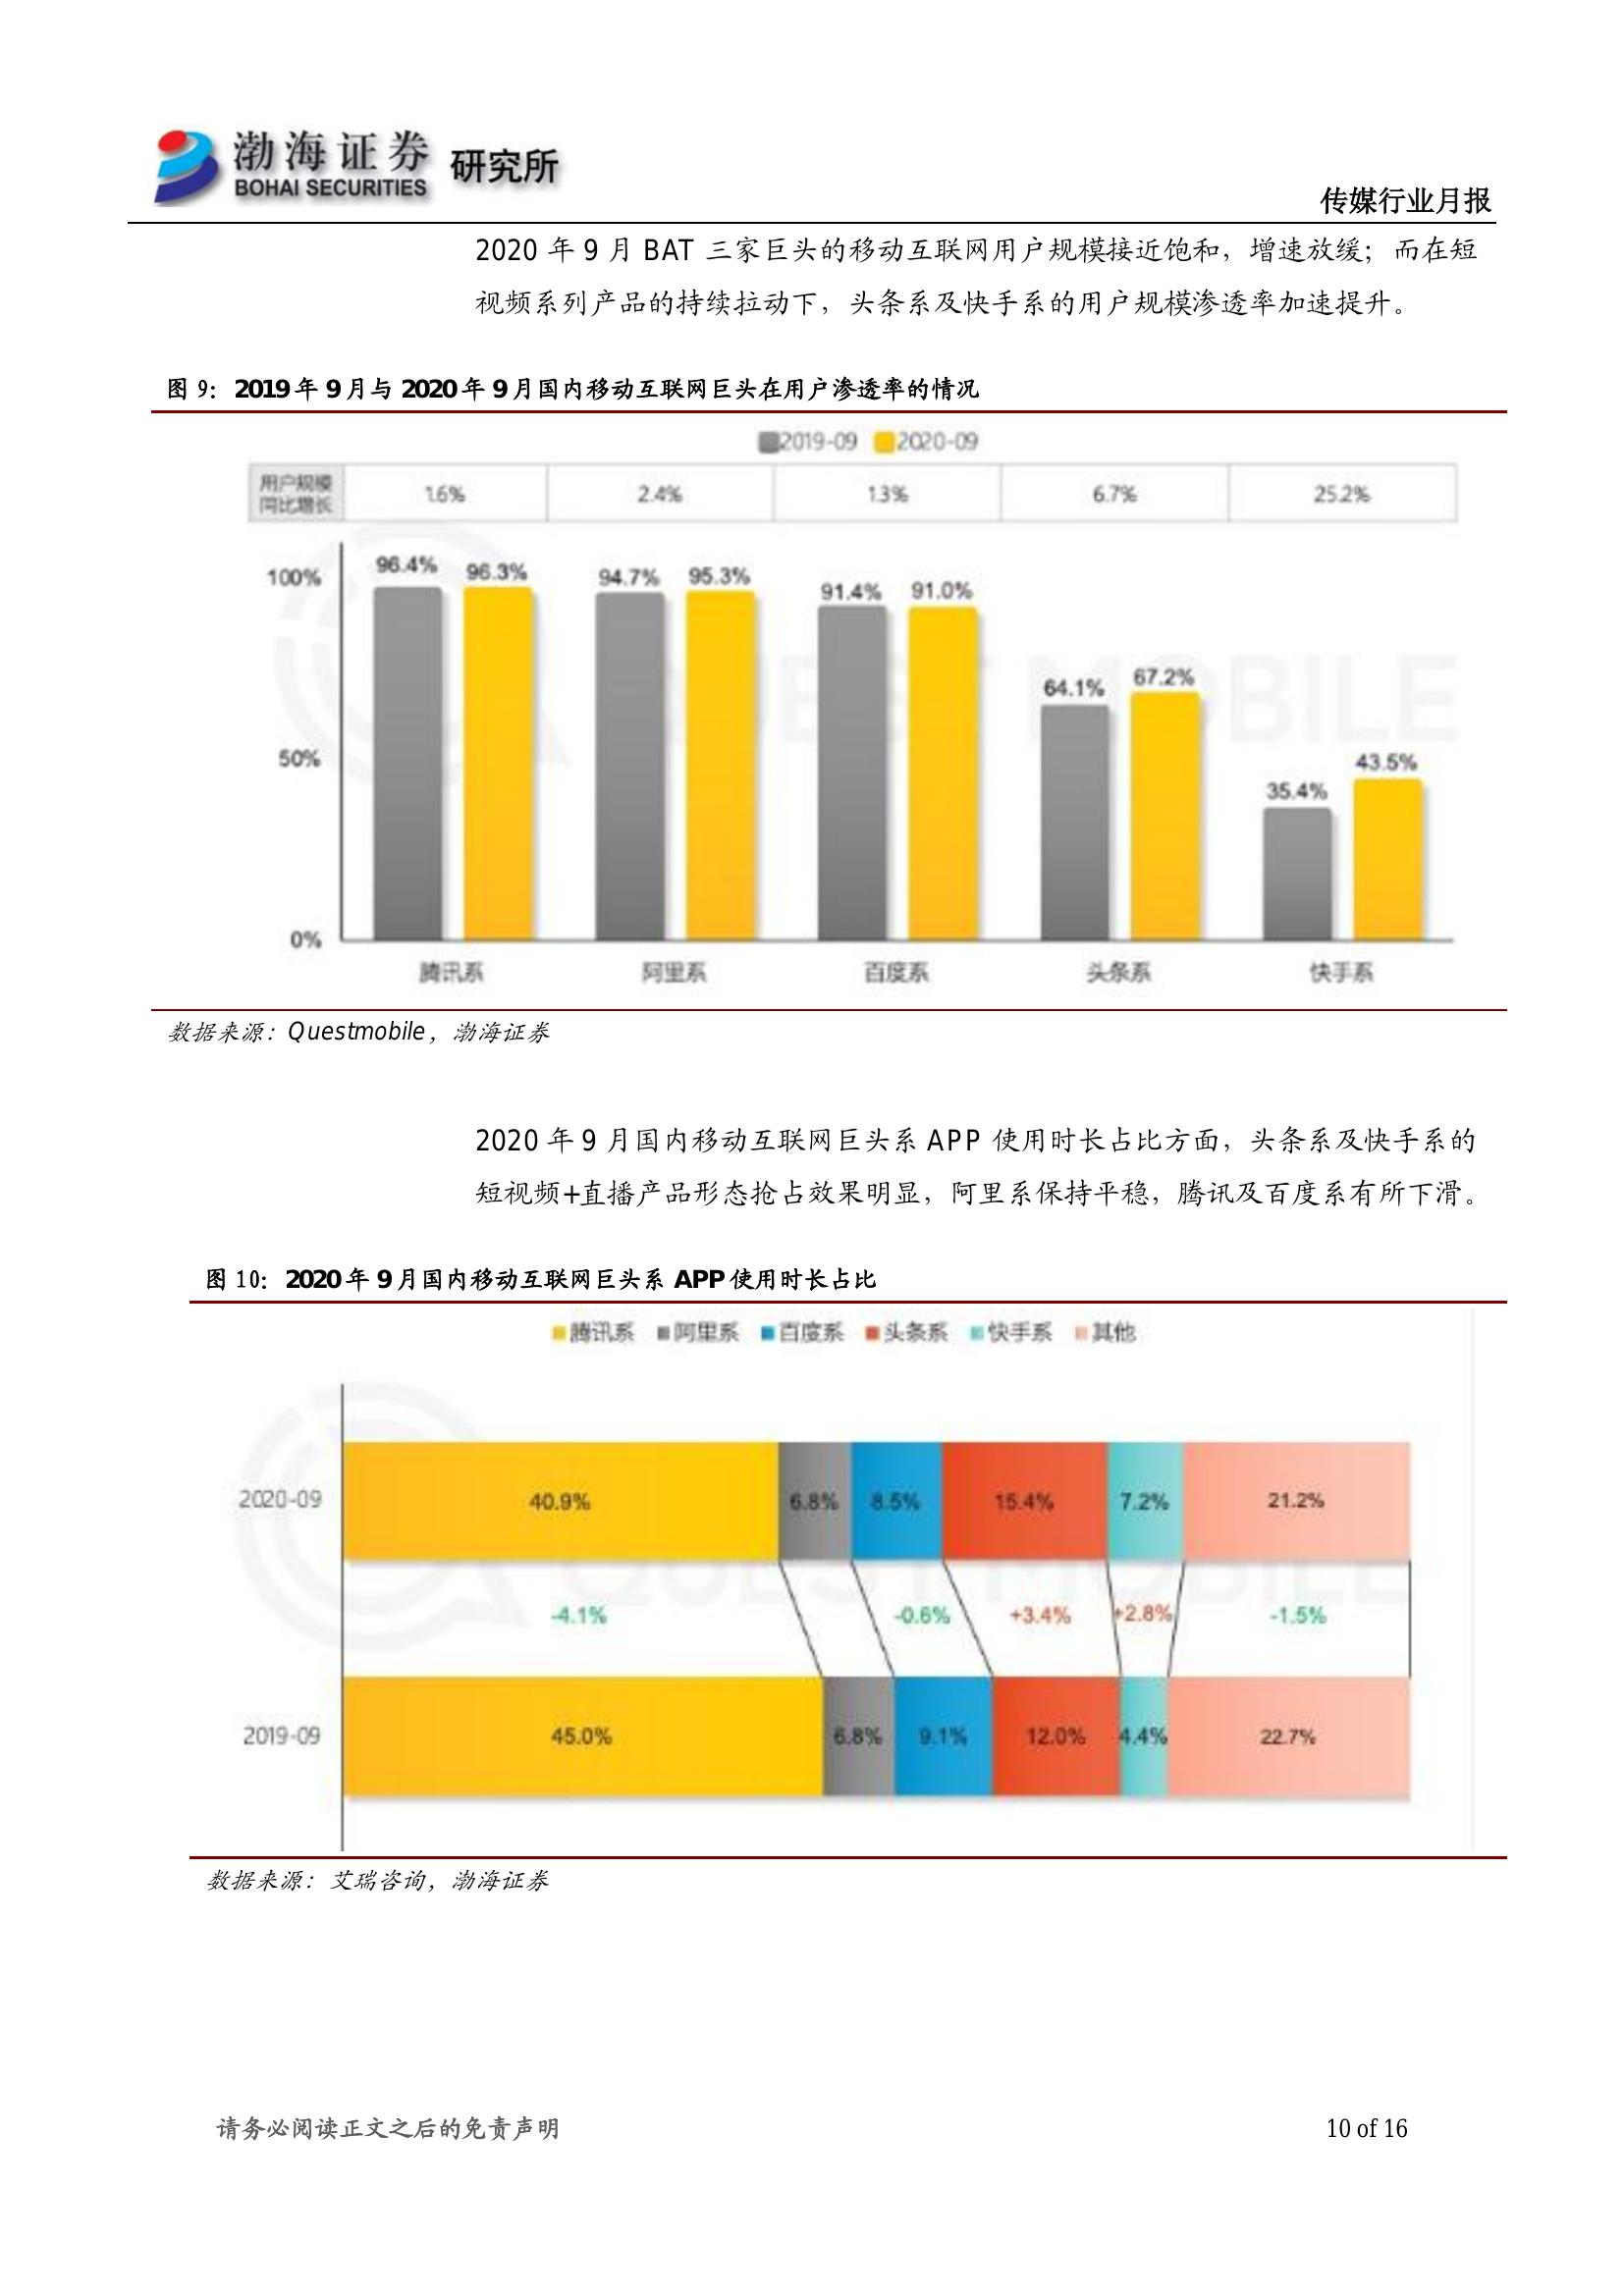 渤海证券 研究所
BOHAI SECURITIES
传媒行业月报
2020 年 9 月 BAT 三家巨头的移动互联网用户规模接近饱和，增速放缓；而在短
视频系列产品的持续拉动下，头条系及快手系的用户规模渗透率加速提升。
图 9：2019 年 9 月与 2020 年 9 月国内移动互联网巨头在用户渗透率的情况
2019-09 2020-09
用户规模
同比增长
1.6% 2.4% 1.3% 6.7% 25.2%
100%
50%
0%
96.4% 96.3% 94.7% 95.3% 91.4% 91.0% 64.1% 67.2% 35.4% 43.5%
QUEST MOBILE
腾讯系 阿里系 百度系 头条系 快手系
数据来源：Questmobile，渤海证券
2020 年 9 月国内移动互联网巨头系 APP 使用时长占比方面，头条系及快手系的
短视频+直播产品形态抢占效果明显，阿里系保持平稳，腾讯及百度系有所下滑。
图 10：2020 年 9 月国内移动互联网巨头系 APP 使用时长占比
腾讯系 阿里系 百度系 头条系 快手系 其他
2020-09 40.9% 6.8% 8.5% 15.4% 7.2% 21.2%
QUEST MOBILE
-4.1% -0.6% +3.4% +2.8% -1.5%
2019-09 45.0% 6.8% 9.1% 12.0% 4.4% 22.7%
数据来源：艾瑞咨询，渤海证券
请务必阅读正文之后的免责声明 10 of 16